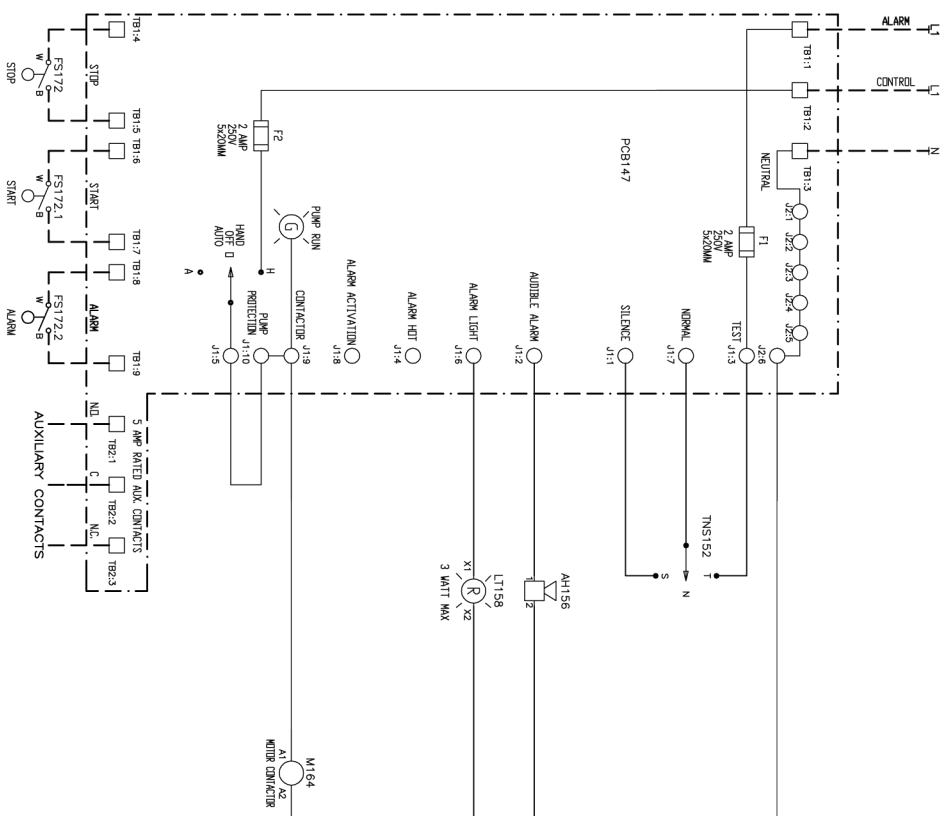 L1
L1
N
ALARM
CONTROL
TB1:1
TB1:2
TB1:3
NEUTRAL
J2:1
J2:2
J2:3
J2:4
J2:5
J2:6
F1
2 AMP
250V
5x20MM
TEST
J1:3
TNS152
T
N
S
NORMAL
J1:7
PCB147
SILENCE
J1:1
AUDIBLE ALARM
J1:2
AH156
1
2
ALARM LIGHT
J1:6
LT158
X1
R
X2
3 WATT MAX
ALARM HOT
J1:4
ALARM ACTIVATION
J1:8
PUMP RUN
G
CONTACTOR
J1:9
M164
A1
A2
MOTOR CONTACTOR
F2
2 AMP
250V
5x20MM
PUMP
PROTECTION
J1:10
HAND
OFF
AUTO
H
A
J1:5
TB1:4
STOP
TB1:5
TB1:6
START
TB1:7
TB1:8
ALARM
TB1:9
5 AMP RATED AUX. CONTACTS
TB2:1
TB2:2
TB2:3
N.O.
C
N.C.
FS172
W
B
STOP
FS172.1
W
B
START
FS172.2
W
B
ALARM
AUXILIARY CONTACTS